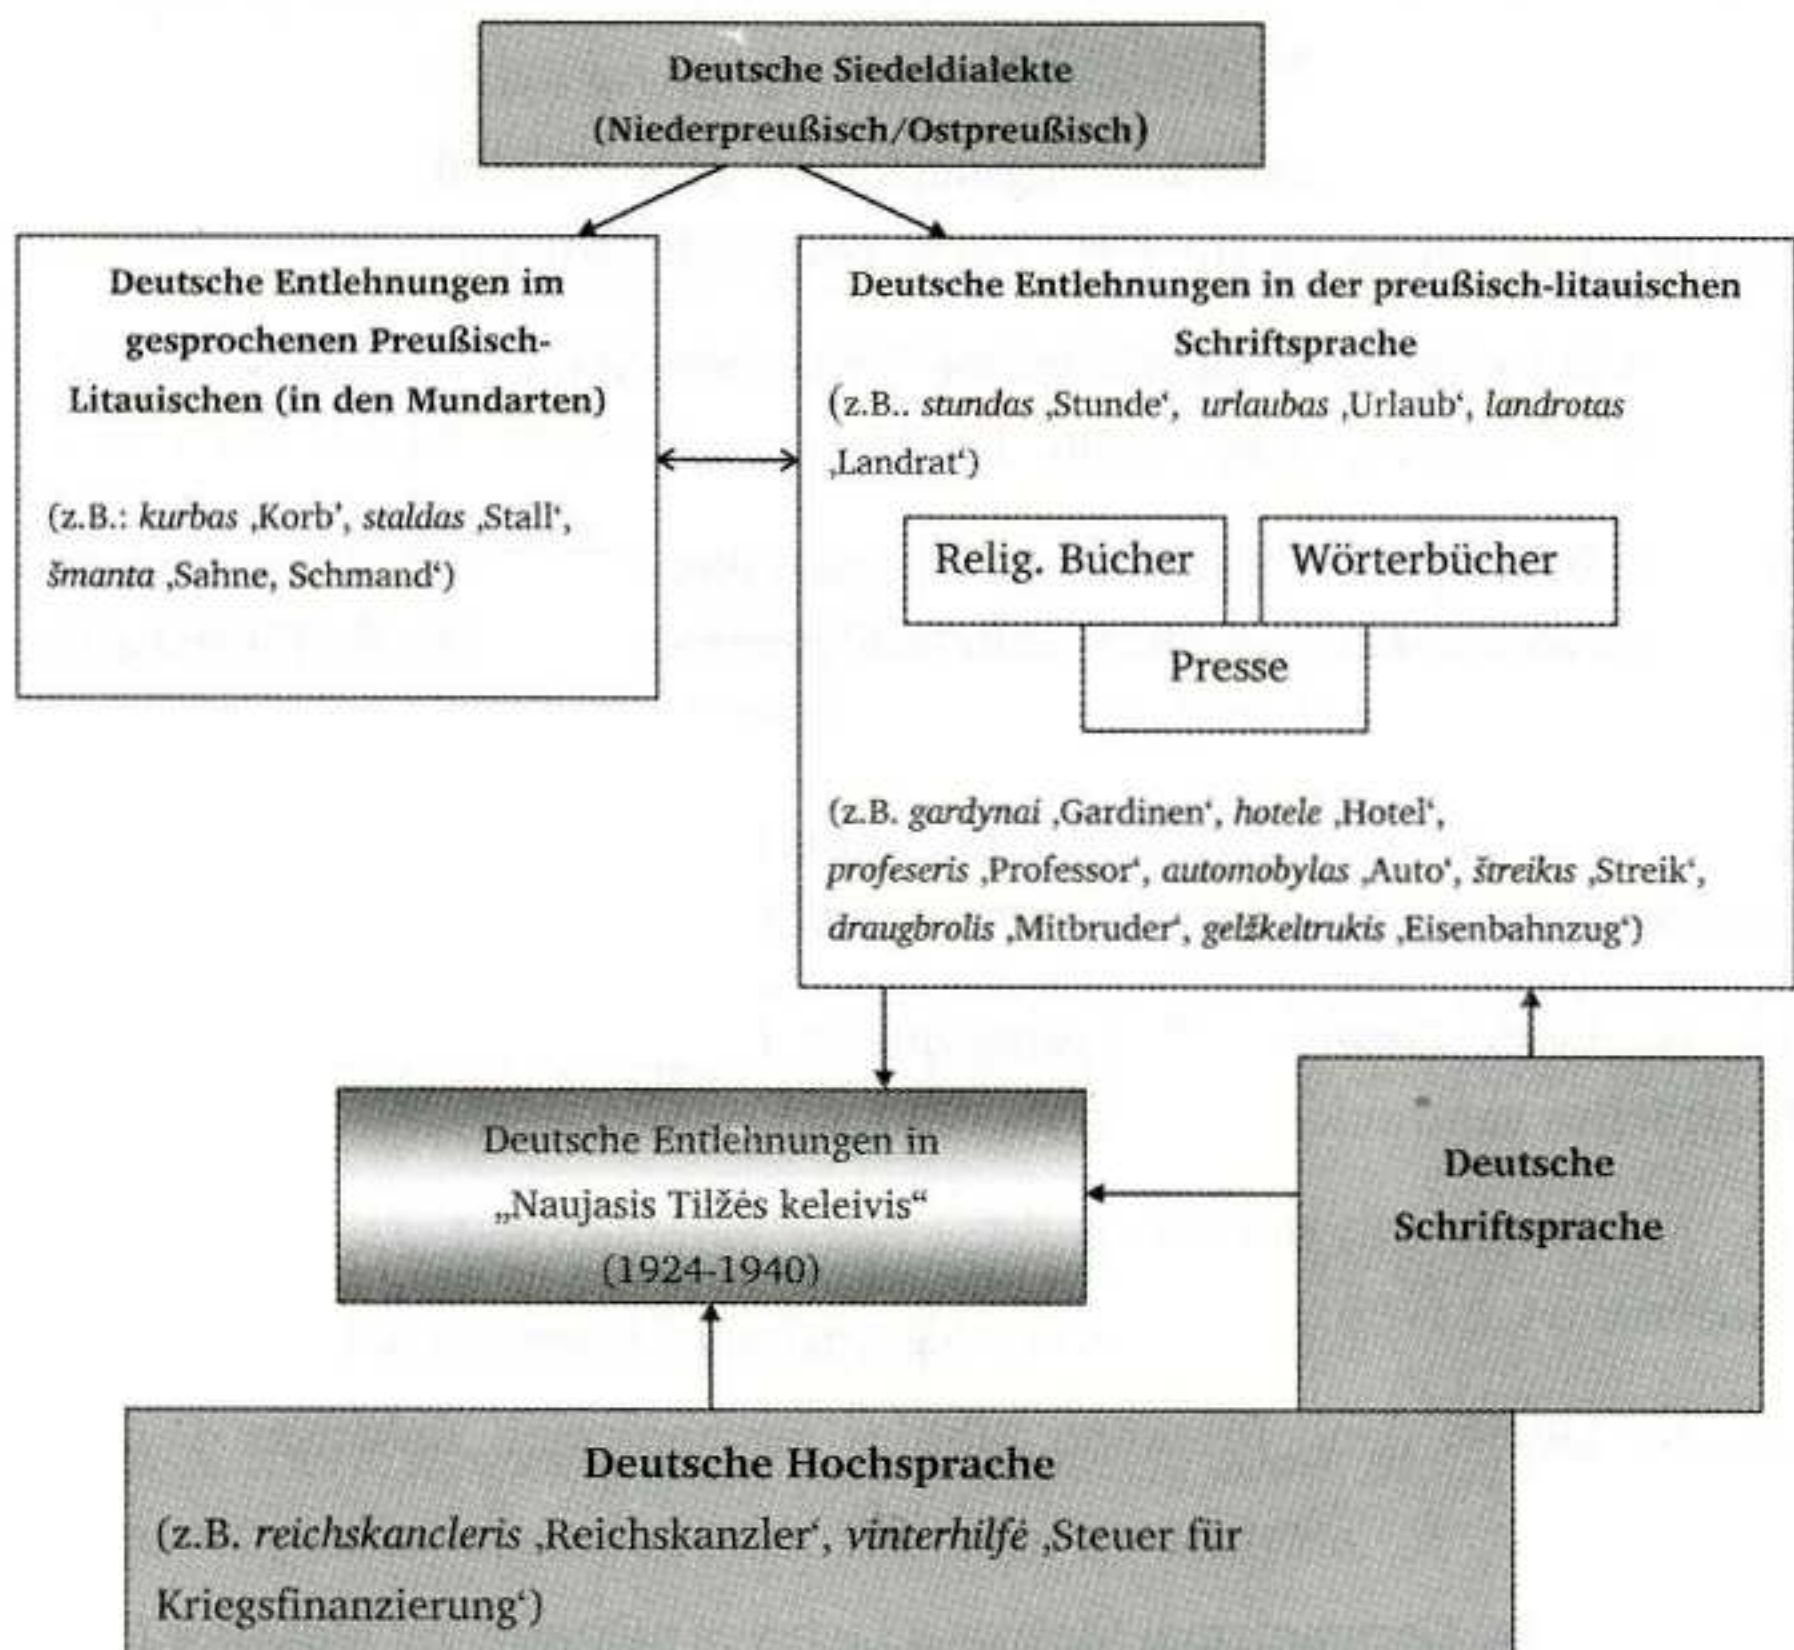 Deutsche Siedeldialekte
(Niederpreußisch/Ostpreußisch)
Deutsche Entlehnungen im
gesprochenen Preußisch-
Litauischen (in den Mundarten)
(z.B.: kurbas ‚Korb’, staldas ‚Stall‘,
šmanta ‚Sahne, Schmand‘)
Deutsche Entlehnungen in der preußisch-litauischen
Schriftsprache
(z.B.. stundas ‚Stunde‘, urlaubas ‚Urlaub‘, landrotas
‚Landrat‘)
Relig. Bücher
Wörterbücher
Presse
(z.B. gardynai ‚Gardinen‘, hotele ‚Hotel‘,
profeseris ‚Professor‘, automobylas ‚Auto‘, štreikis ‚Streik‘,
draugbrolis ‚Mitbruder‘, gelžkeltrukis ‚Eisenbahnzug‘)
Deutsche Entlehnungen in
„Naujasis Tilžės keleivis“
(1924-1940)
Deutsche
Schriftsprache
Deutsche Hochsprache
(z.B. reichskancleris ‚Reichskanzler‘, vinterhilfė ‚Steuer für
Kriegsfinanzierung‘)